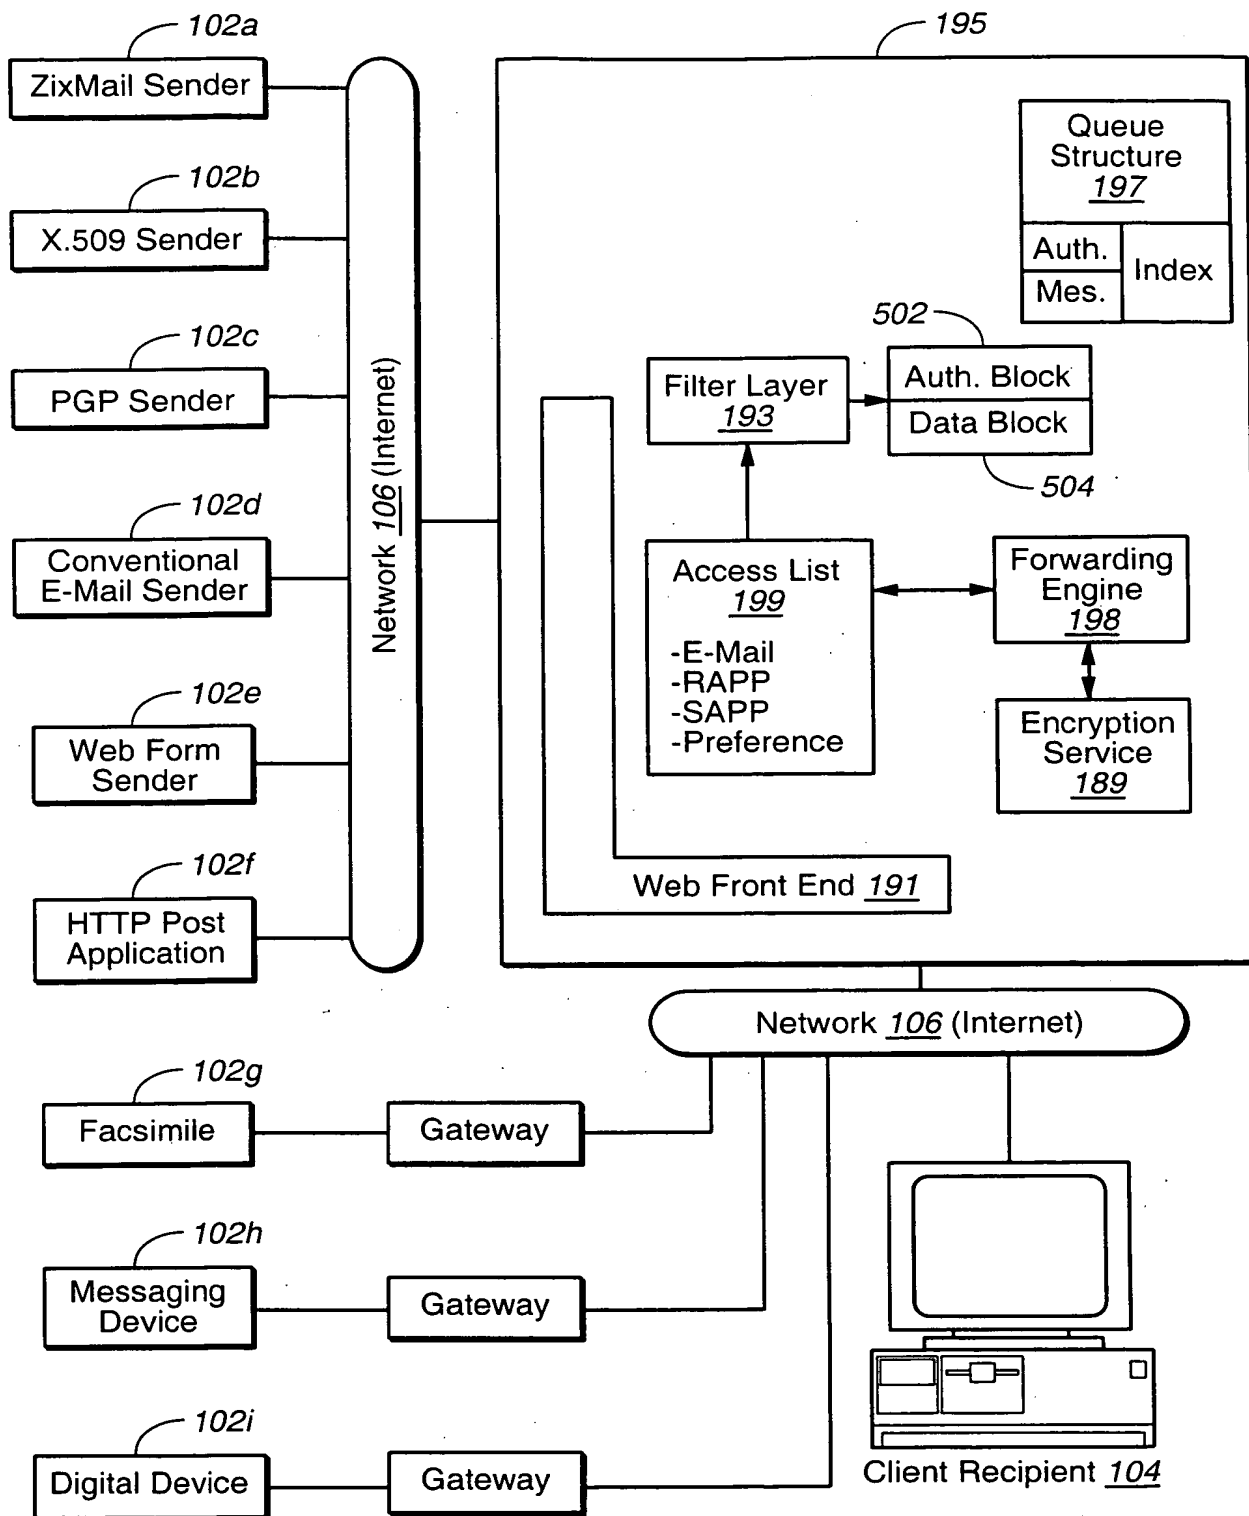 102a
ZixMail Sender
102b
X.509 Sender
102c
PGP Sender
102d
Conventional
E-Mail Sender
102e
Web Form
Sender
102f
HTTP Post
Application
Network 106 (Internet)
195
Queue
Structure
197
Auth.
Mes.
Index
502
Filter Layer
193
Auth. Block
Data Block
504
Access List
199
-E-Mail
-RAPP
-SAPP
-Preference
Forwarding
Engine
198
Encryption
Service
189
Web Front End 191
Network 106 (Internet)
102g
Facsimile
Gateway
102h
Messaging
Device
Gateway
102i
Digital Device
Gateway
Client Recipient 104